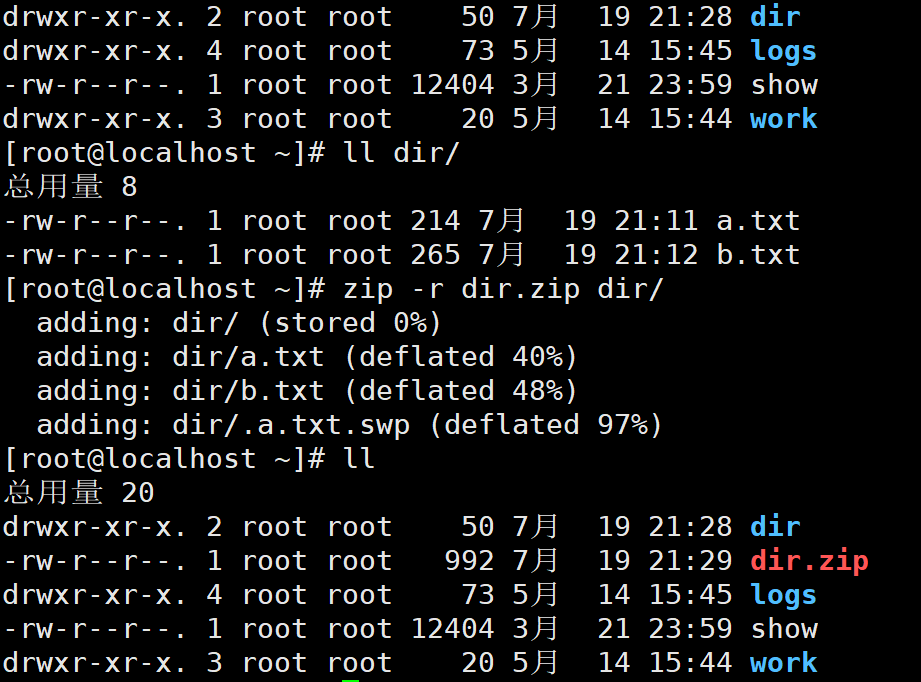 drwxr-xr-x. 2 root root    50 7月  19 21:28 dir
drwxr-xr-x. 4 root root    73 5月  14 15:45 logs
-rw-r--r--. 1 root root 12404 3月  21 23:59 show
drwxr-xr-x. 3 root root    20 5月  14 15:44 work
[root@localhost ~]# ll dir/
总用量 8
-rw-r--r--. 1 root root 214 7月  19 21:11 a.txt
-rw-r--r--. 1 root root 265 7月  19 21:12 b.txt
[root@localhost ~]# zip -r dir.zip dir/
  adding: dir/ (stored 0%)
  adding: dir/a.txt (deflated 40%)
  adding: dir/b.txt (deflated 48%)
  adding: dir/.a.txt.swp (deflated 97%)
[root@localhost ~]# ll
总用量 20
drwxr-xr-x. 2 root root    50 7月  19 21:28 dir
-rw-r--r--. 1 root root   992 7月  19 21:29 dir.zip
drwxr-xr-x. 4 root root    73 5月  14 15:45 logs
-rw-r--r--. 1 root root 12404 3月  21 23:59 show
drwxr-xr-x. 3 root root    20 5月  14 15:44 work